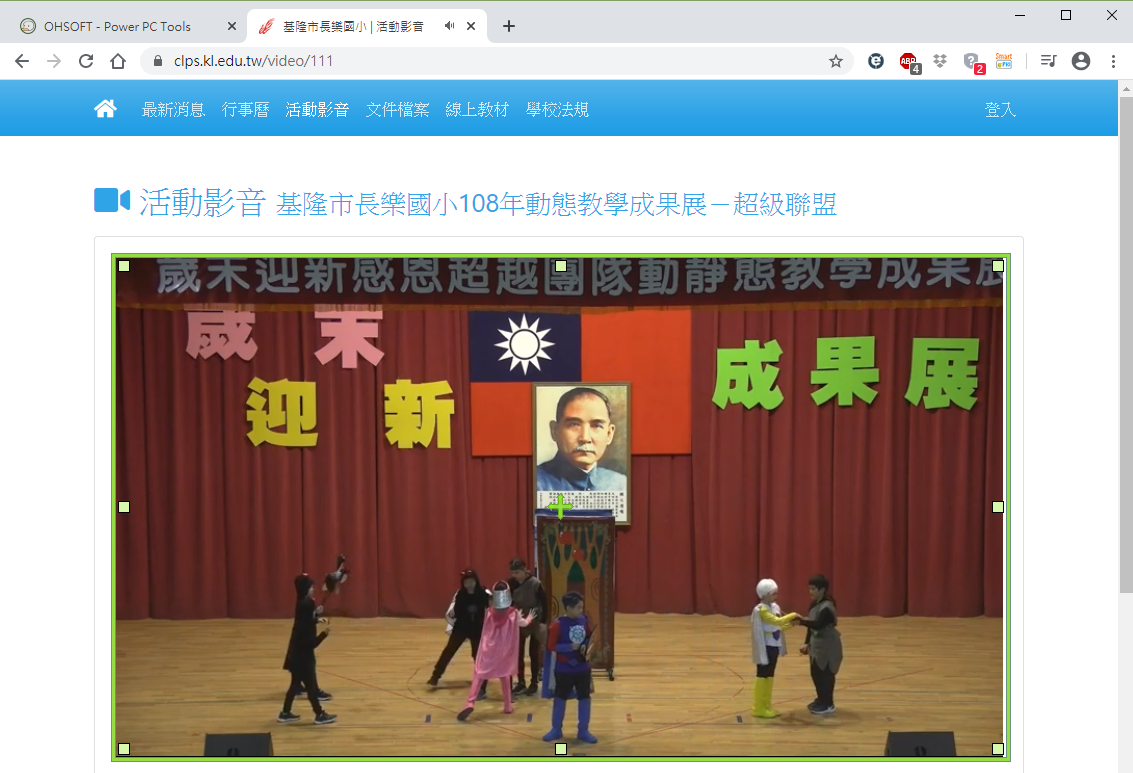 OHSOFT - Power PC Tools
基隆市長樂國小 | 活動影音
clps.kl.edu.tw/video/111
ABP
4
2
Smart
最新消息 行事曆 活動影音 文件檔案 線上教材 學校法規 登入
活動影音 基隆市長樂國小108年動態教學成果展－超級聯盟
歲末迎新感恩超越團隊動靜態教學成果展
歲末
迎新
成果展